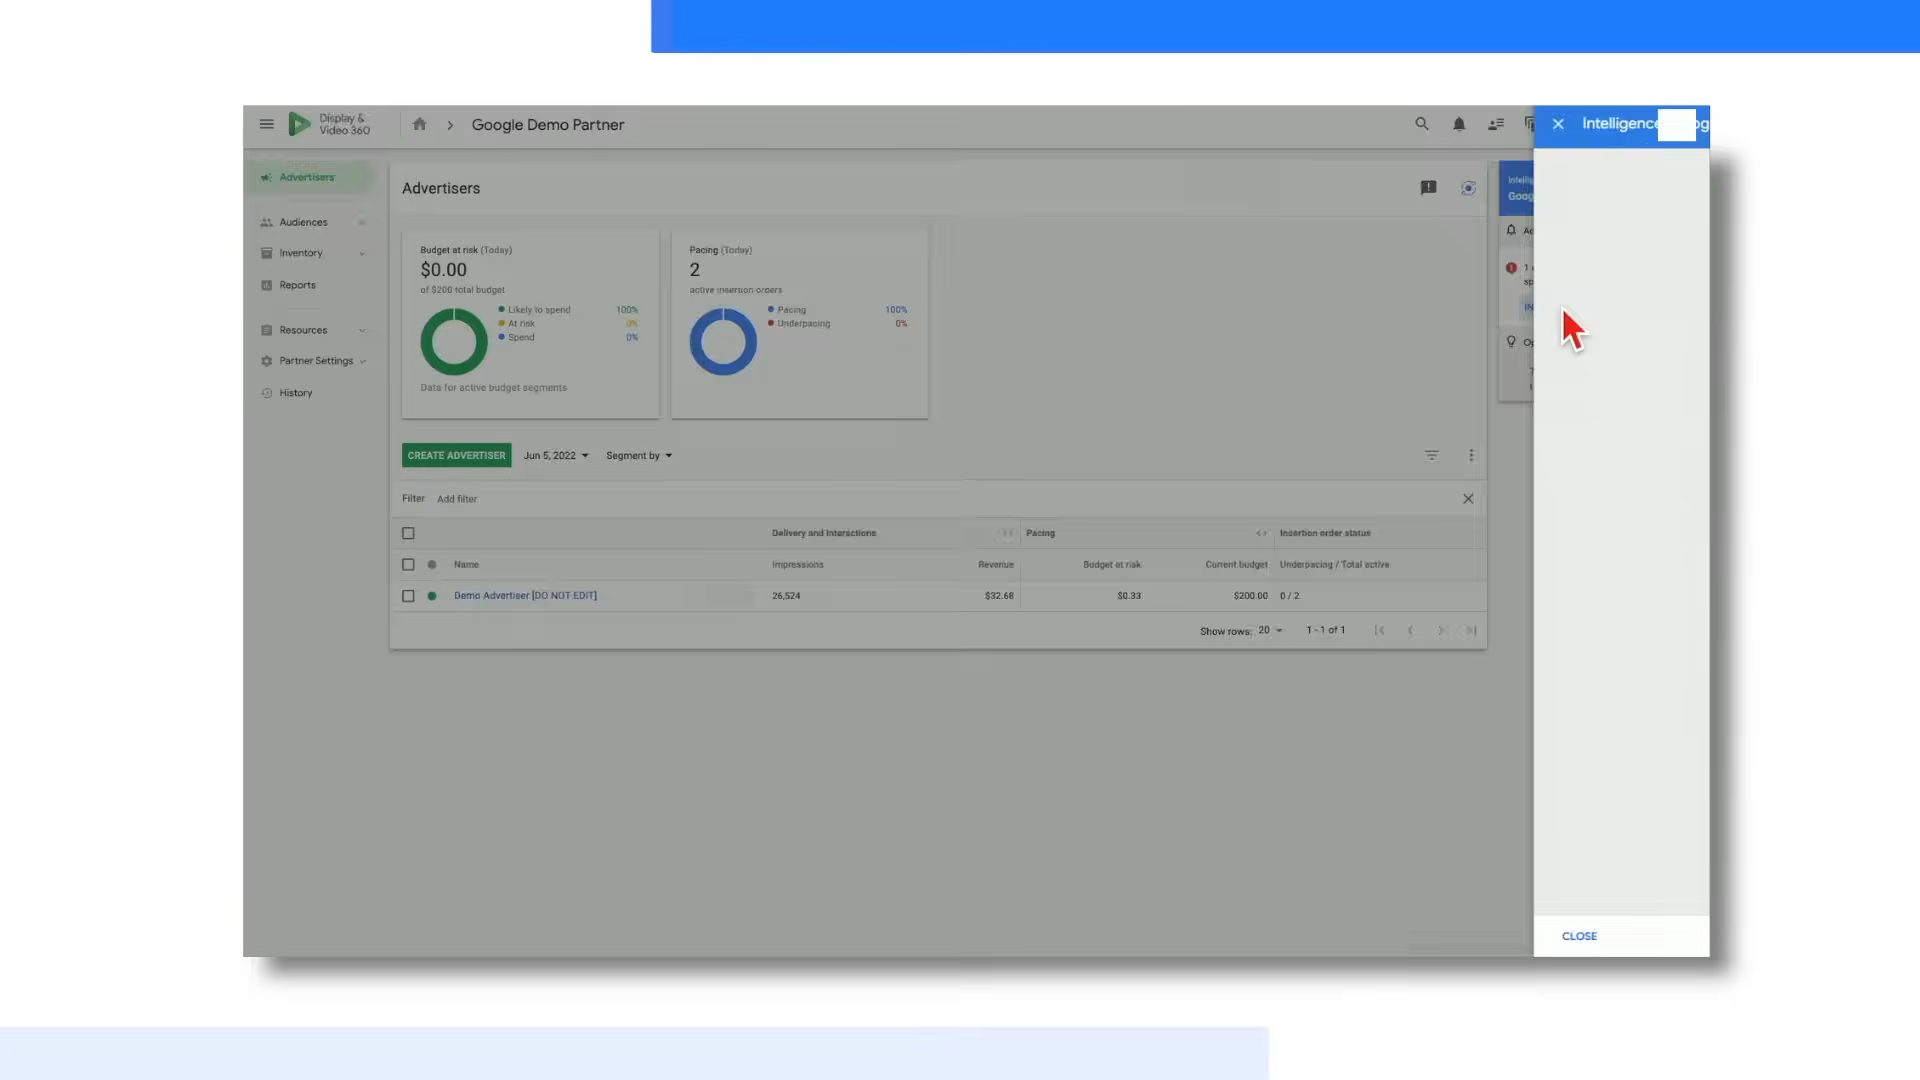 Display &
Video 360
Google Demo Partner
Intelligence
Advertisers
Audiences
Inventory
Reports
Resources
Partner Settings
History
Advertisers
Budget at risk (Today)
$0.00
of $200 total budget
Likely to spend 100%
At risk 0%
Spend 0%
Data for active budget segments
Pacing (Today)
2
active insertion orders
Pacing 100%
Underpacing 0%
CREATE ADVERTISER
Jun 5, 2022
Segment by
Filter Add filter
Delivery and Interactions Pacing Insertion order status
Name Impressions Revenue Budget at risk Current budget Underpacing / Total active
Demo Advertiser [DO NOT EDIT] 26,524 $32.68 $0.33 $200.00 0 / 2
Show rows: 20 1 - 1 of 1
CLOSE